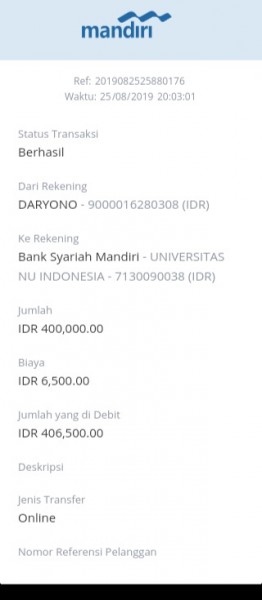 mandiri
Ref: 2019082525880176
Waktu: 25/08/2019 20:03:01
Status Transaksi
Berhasil
Dari Rekening
DARYONO - 9000016280308 (IDR)
Ke Rekening
Bank Syariah Mandiri - UNIVERSITAS
NU INDONESIA - 7130090038 (IDR)
Jumlah
IDR 400,000.00
Biaya
IDR 6,500.00
Jumlah yang di Debit
IDR 406,500.00
Deskripsi
Jenis Transfer
Online
Nomor Referensi Pelanggan